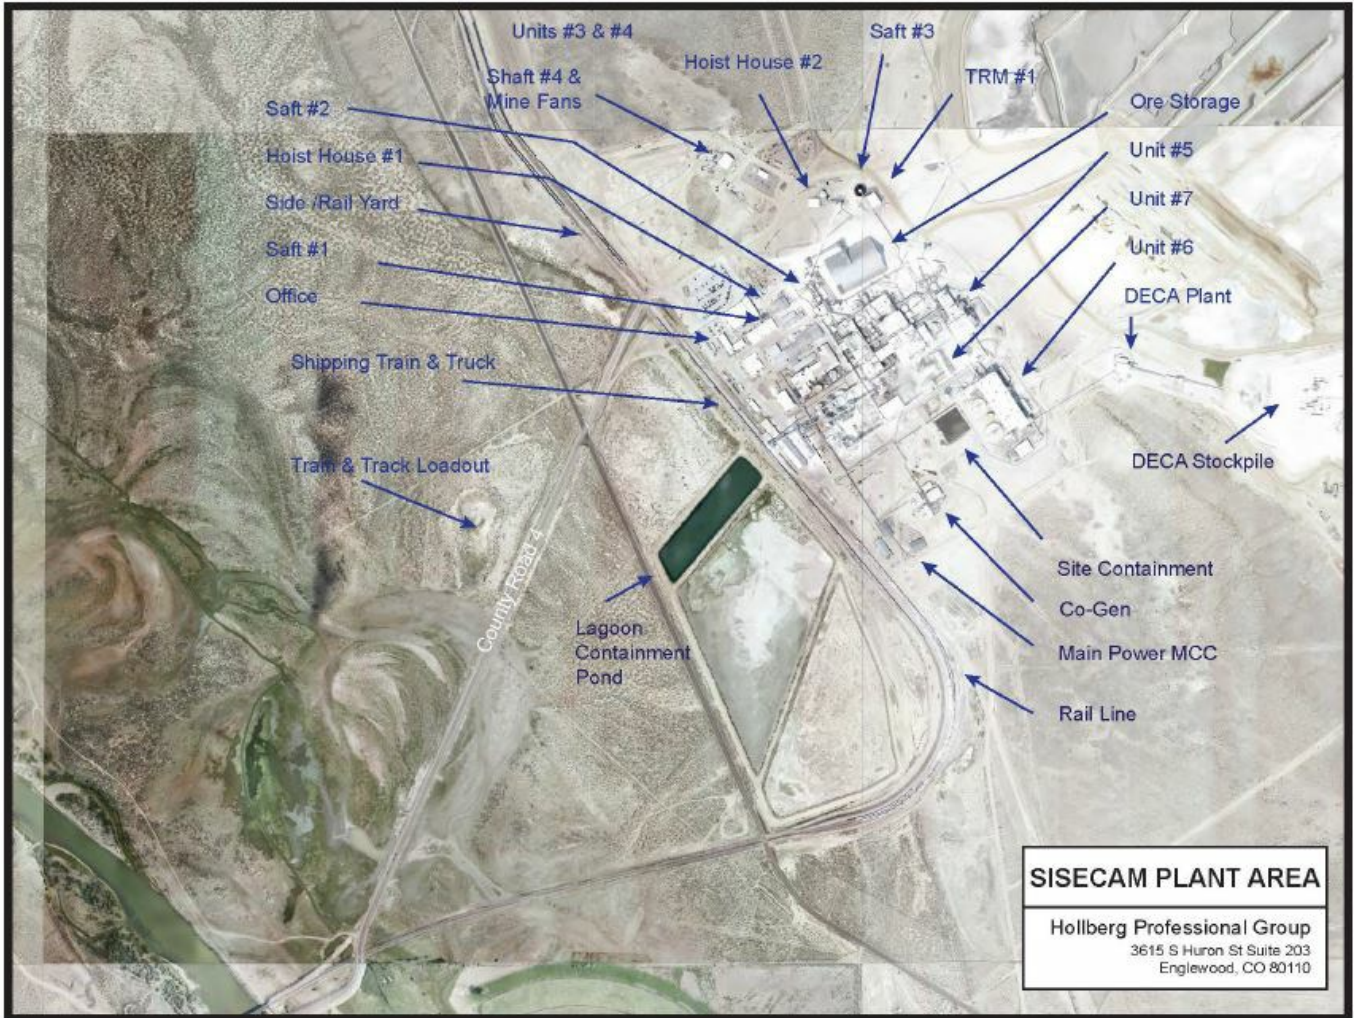 Units #3 & #4
Saft #3
Hoist House #2
Shaft #4 &
Mine Fans
TRM #1
Saft #2
Ore Storage
Hoist House #1
Unit #5
Side /Rail Yard
Unit #7
Saft #1
Unit #6
Office
DECA Plant
Shipping Train & Truck
Train & Track Loadout
DECA Stockpile
County Road 4
Site Containment
Co-Gen
Lagoon
Containment
Pond
Main Power MCC
Rail Line
SISECAM PLANT AREA
Hollberg Professional Group
3615 S Huron St Suite 203
Englewood, CO 80110